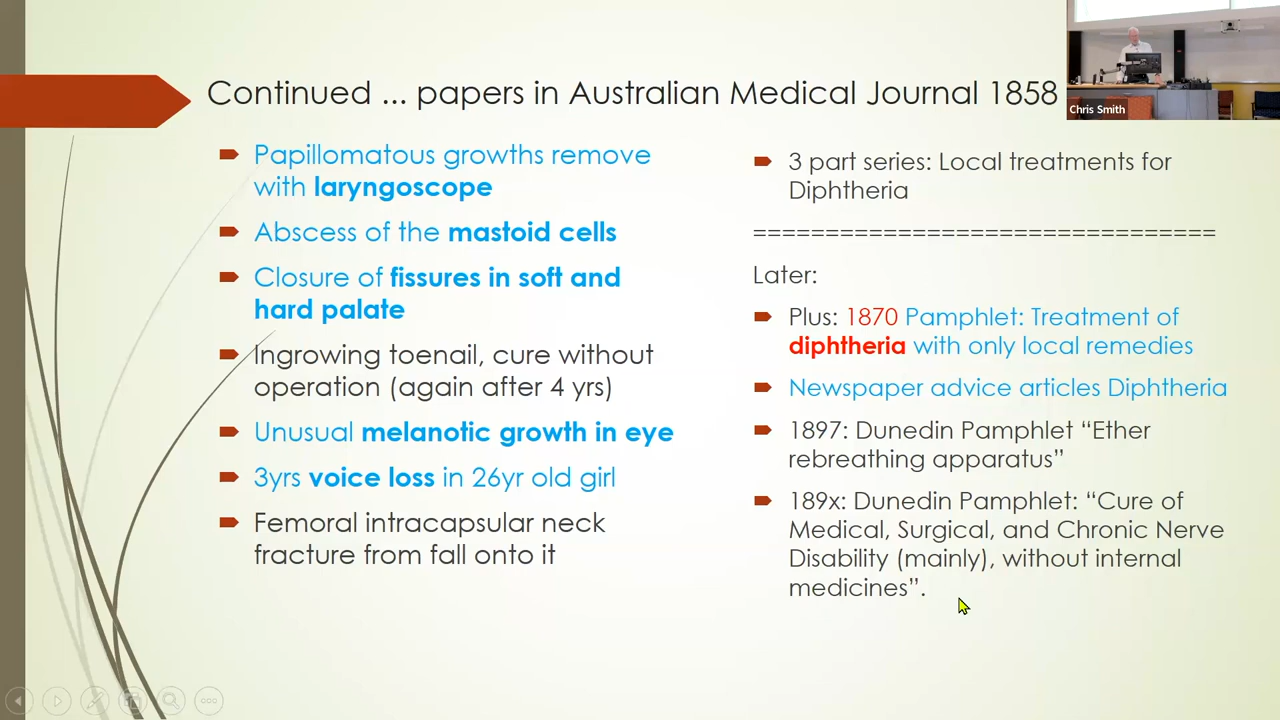 Continued ... papers in Australian Medical Journal 1858
Chris Smith
Papillomatous growths remove
with laryngoscope
Abscess of the mastoid cells
Closure of fissures in soft and
hard palate
Ingrowing toenail, cure without
operation (again after 4 yrs)
Unusual melanotic growth in eye
3yrs voice loss in 26yr old girl
Femoral intracapsular neck
fracture from fall onto it
3 part series: Local treatments for
Diphtheria
================================
Later:
Plus: 1870 Pamphlet: Treatment of
diphtheria with only local remedies
Newspaper advice articles Diphtheria
1897: Dunedin Pamphlet “Ether
rebreathing apparatus”
189x: Dunedin Pamphlet: “Cure of
Medical, Surgical, and Chronic Nerve
Disability (mainly), without internal
medicines”.